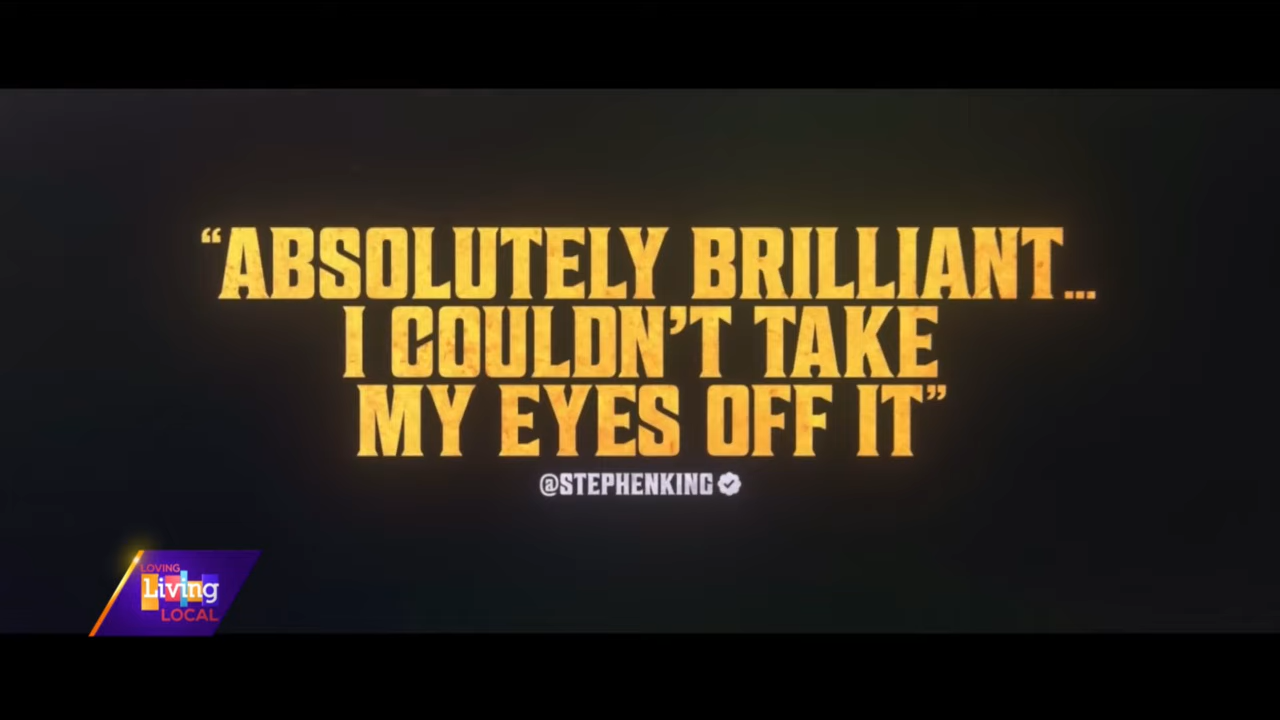 “ABSOLUTELY BRILLIANT...
I COULDN’T TAKE
MY EYES OFF IT”
@STEPHENKING
LOVING
Living
LOCAL